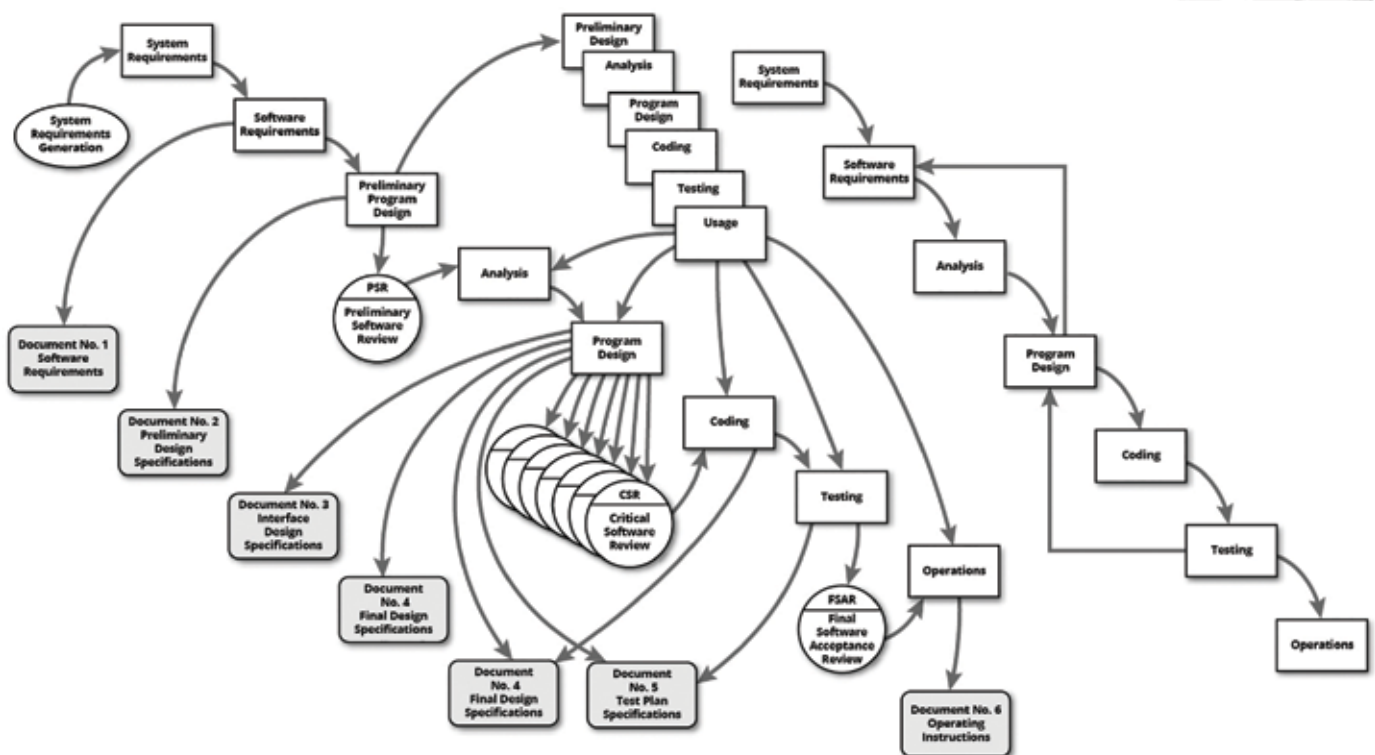 System
Requirements
System
Requirements
Generation
Software
Requirements
Preliminary
Program
Design
PSR
Preliminary
Software
Review
Document No. 1
Software
Requirements
Document No. 2
Preliminary
Design
Specifications
Preliminary
Design
Analysis
Program
Design
Coding
Testing
Usage
Analysis
Program
Design
CSR
Critical
Software
Review
Coding
Testing
FSAR
Final
Software
Acceptance
Review
Operations
Document No. 3
Interface
Design
Specifications
Document
No. 4
Final Design
Specifications
Document
No. 4
Final Design
Specifications
Document
No. 5
Test Plan
Specifications
Document No. 6
Operating
Instructions
System
Requirements
Software
Requirements
Analysis
Program
Design
Coding
Testing
Operations